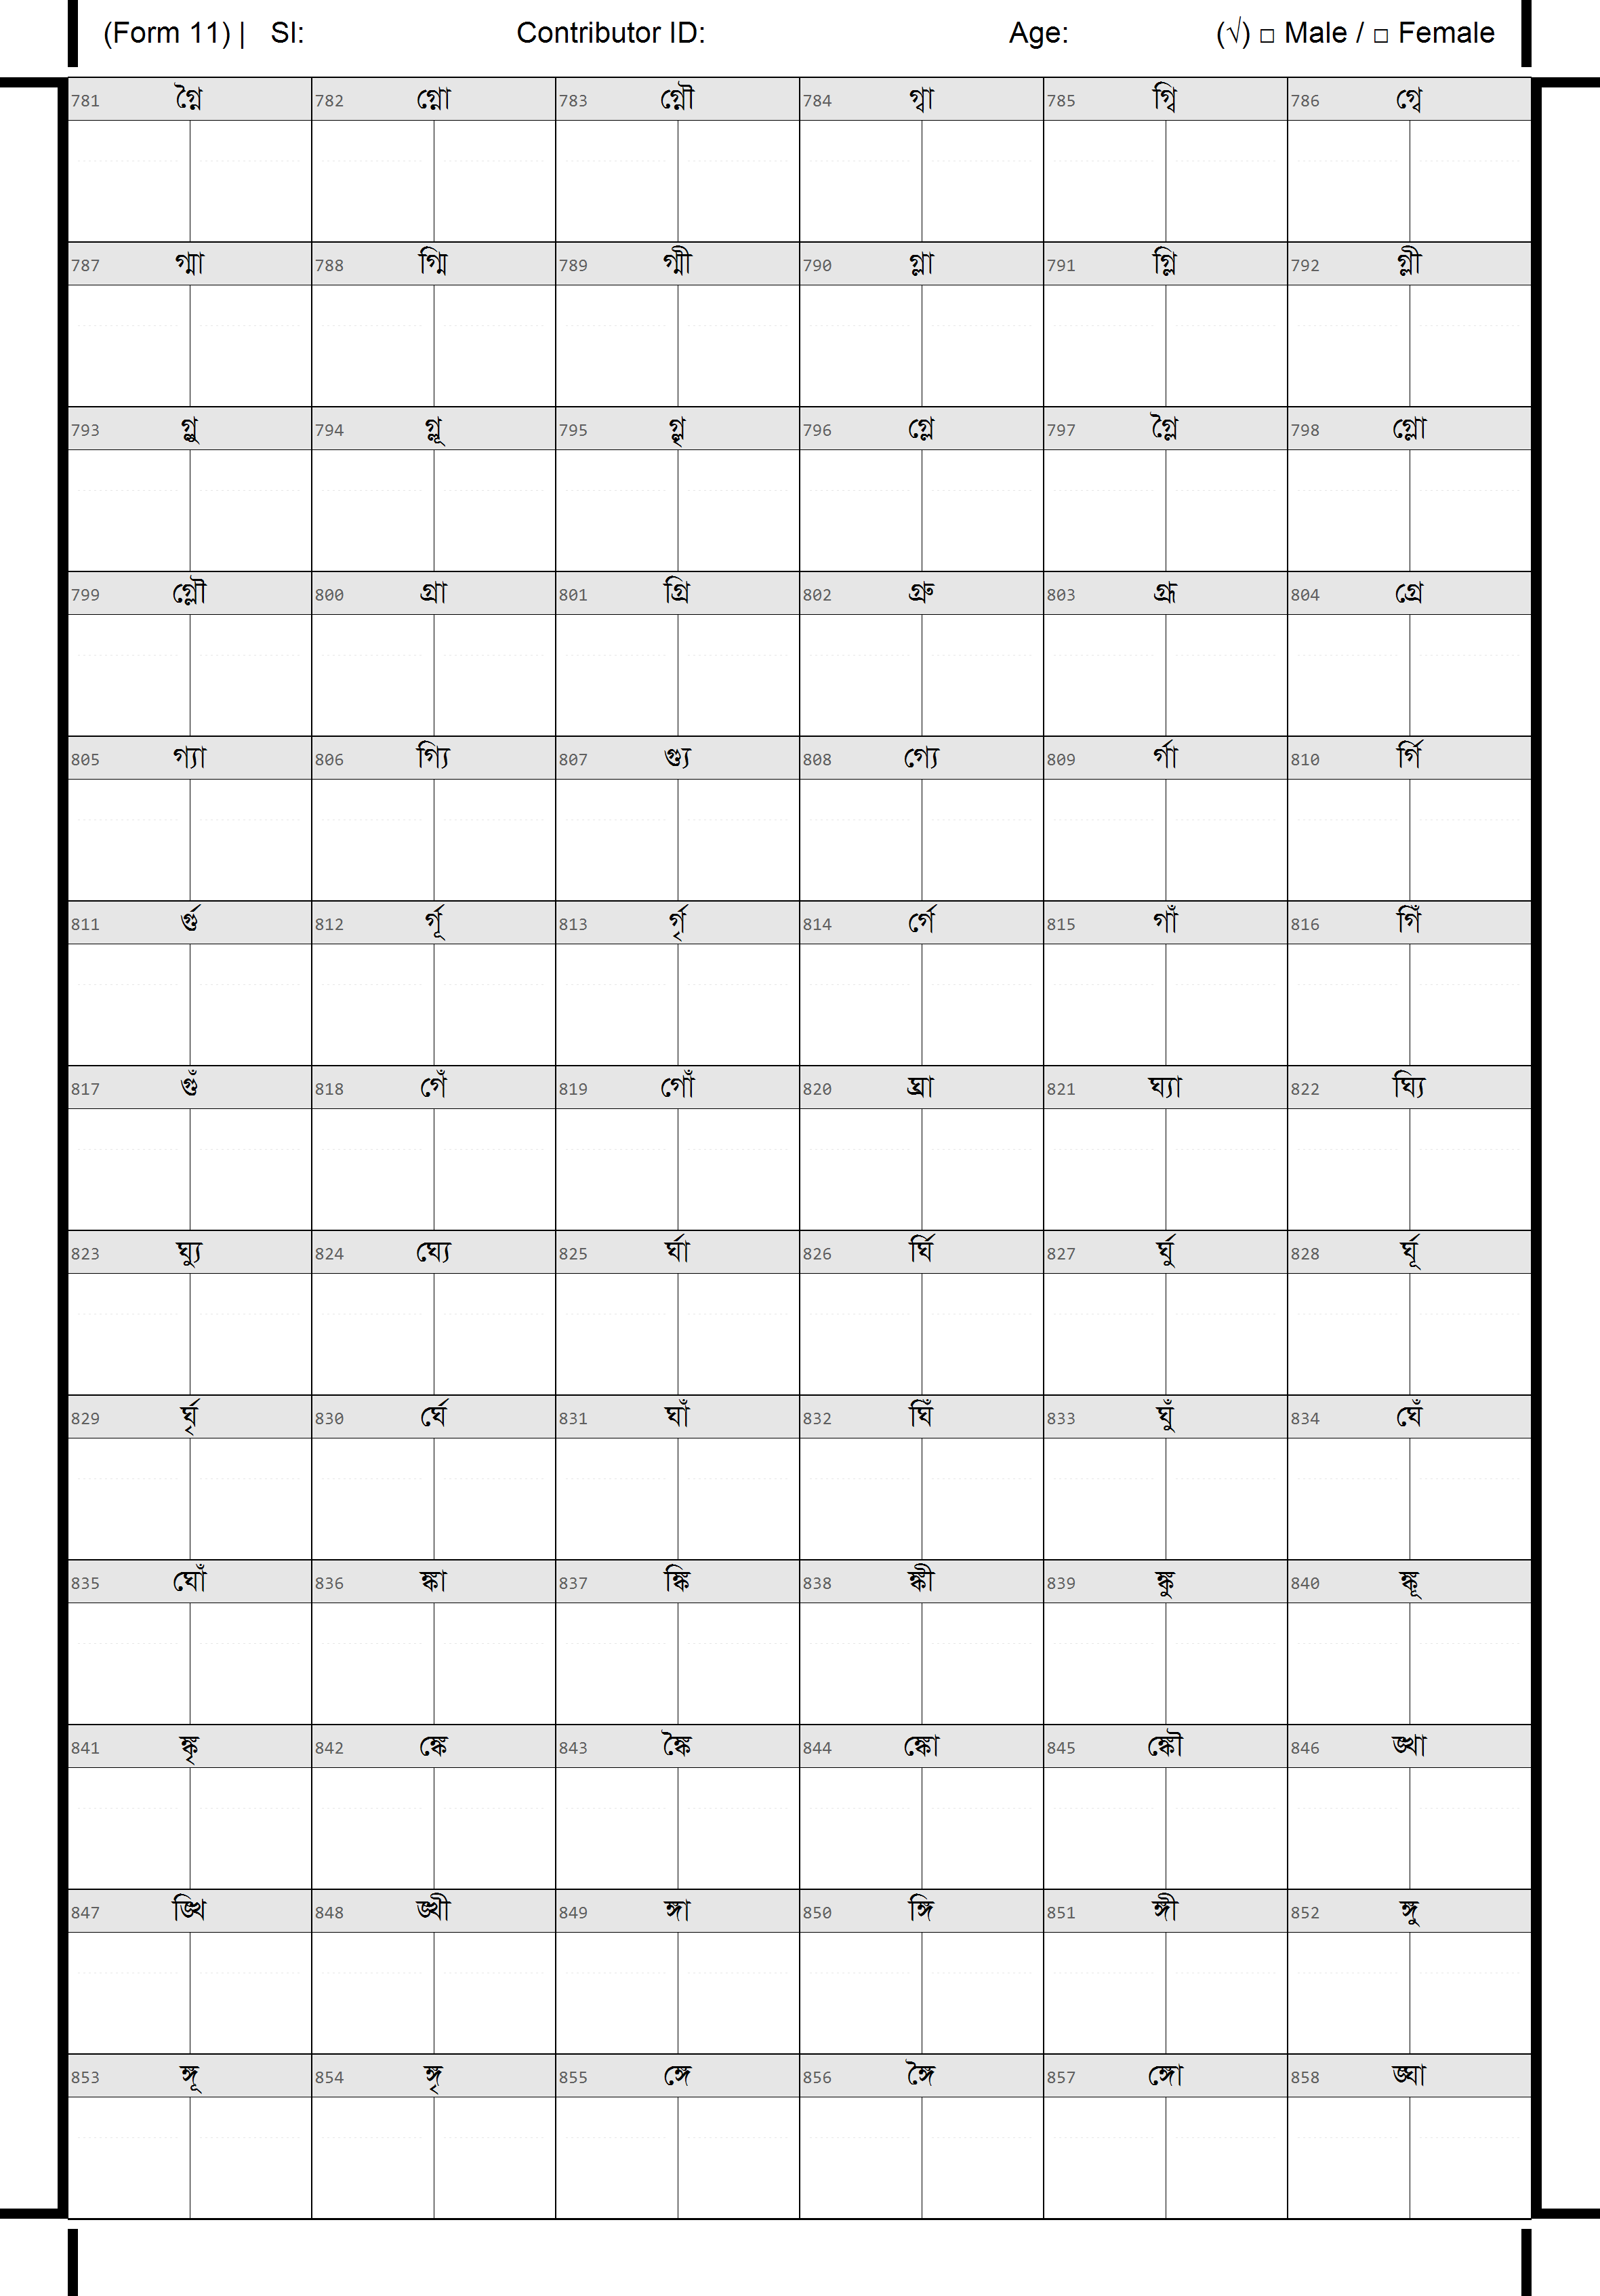 (Form 11) | Sl: Contributor ID: Age: (√) □ Male / □ Female
781 গ্নৈ 782 গ্নো 783 গ্নৌ 784 গ্বা 785 গ্বি 786 গ্বে
787 গ্মা 788 গ্মি 789 গ্মী 790 গ্লা 791 গ্লি 792 গ্লী
793 গ্লু 794 গ্লূ 795 গ্লৃ 796 গ্লে 797 গ্লৈ 798 গ্লো
799 গ্লৌ 800 গ্রা 801 গ্রি 802 গ্রু 803 গ্রূ 804 গ্রে
805 গ্যা 806 গ্যি 807 গ্যু 808 গ্যে 809 র্গা 810 র্গি
811 র্গু 812 র্গূ 813 র্গৃ 814 র্গে 815 গাঁ 816 গিঁ
817 গুঁ 818 গেঁ 819 গোঁ 820 ঘ্রা 821 ঘ্যা 822 ঘ্যি
823 ঘ্যু 824 ঘ্যে 825 র্ঘা 826 র্ঘি 827 র্ঘু 828 র্ঘূ
829 র্ঘৃ 830 র্ঘে 831 ঘাঁ 832 ঘিঁ 833 ঘুঁ 834 ঘেঁ
835 ঘোঁ 836 ঙ্কা 837 ঙ্কি 838 ঙ্কী 839 ঙ্কু 840 ঙ্কূ
841 ঙ্কৃ 842 ঙ্কে 843 ঙ্কৈ 844 ঙ্কো 845 ঙ্কৌ 846 ঙ্খা
847 ঙ্খি 848 ঙ্খী 849 ঙ্গা 850 ঙ্গি 851 ঙ্গী 852 ঙ্গু
853 ঙ্গূ 854 ঙ্গৃ 855 ঙ্গে 856 ঙ্গৈ 857 ঙ্গো 858 ঙ্ঘা